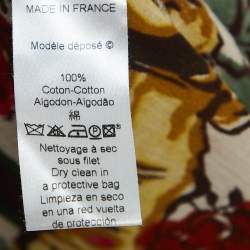 MADE IN FRANCE
Modèle déposé ©
100%
Coton-Cotton
Algodon-Algodão
綿
Nettoyage à sec
sous filet
Dry clean in
a protective bag
Limpieza en seco
en una red vuelta
de protección